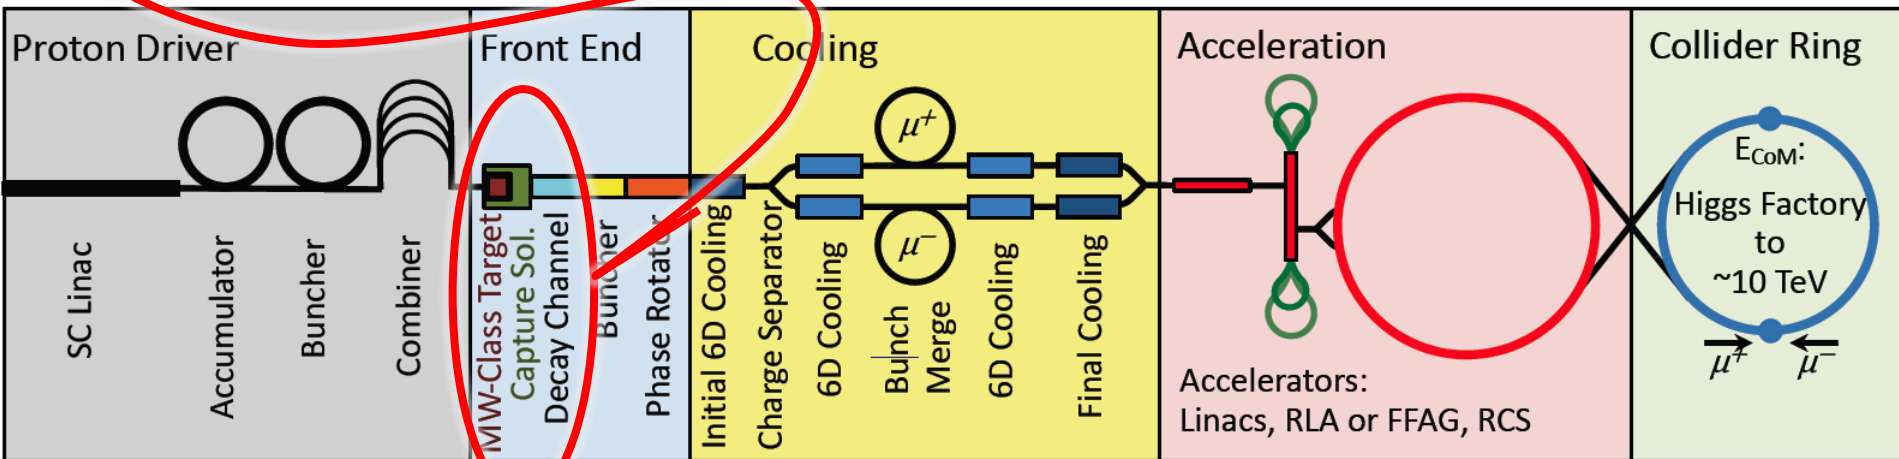 Proton Driver
Front End
Cooling
Acceleration
Collider Ring
SC Linac
Accumulator
Buncher
Combiner
MW-Class Target
Capture Sol.
Decay Channel
Buncher
Phase Rotator
Initial 6D Cooling
Charge Separator
6D Cooling
μ+
μ−
Bunch
Merge
6D Cooling
Final Cooling
Accelerators:
Linacs, RLA or FFAG, RCS
ECoM:
Higgs Factory
to
~10 TeV
μ+
μ−